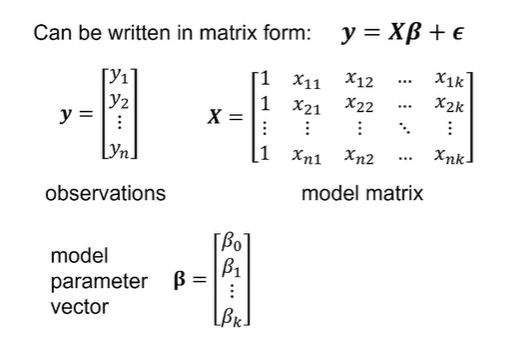 Can be written in matrix form: y = Xβ + ϵ
y = [y₁ y₂ ⋮ yₙ]
X = [1 x₁₁ x₁₂ ... x₁ₖ
1 x₂₁ x₂₂ ... x₂ₖ
⋮ ⋮ ⋮ ⋱ ⋮
1 xₙ₁ xₙ₂ ... xₙₖ]
observations
model matrix
model
parameter
vector
β = [β₀ β₁ ⋮ βₖ]